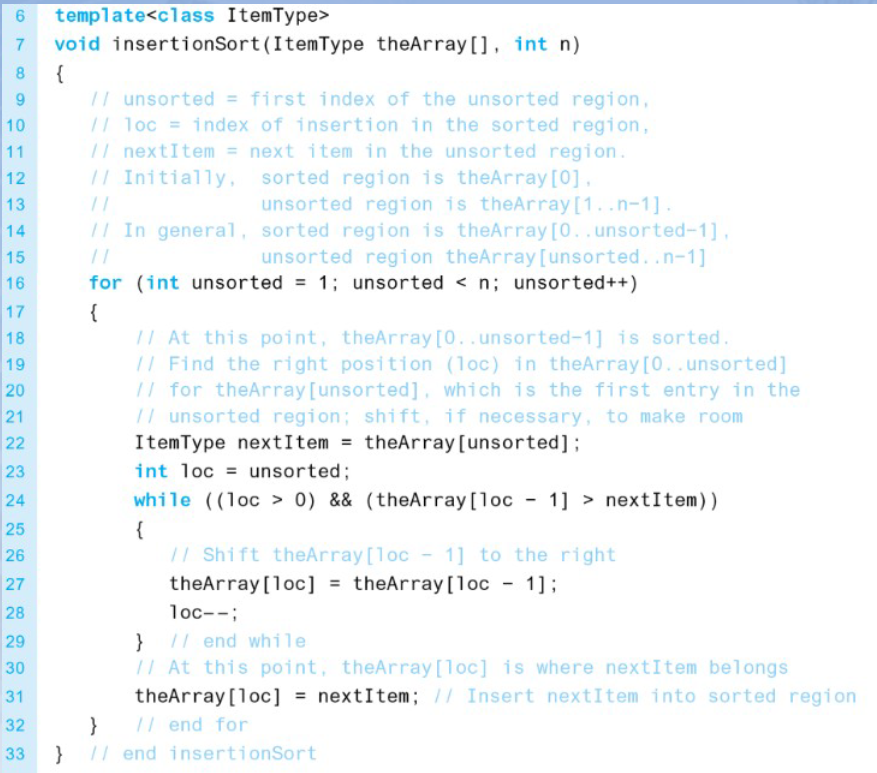 6 template<class ItemType>
7 void insertionSort(ItemType theArray[], int n)
8 {
9 // unsorted = first index of the unsorted region,
10 // loc = index of insertion in the sorted region,
11 // nextItem = next item in the unsorted region.
12 // Initially, sorted region is theArray[0],
13 // unsorted region is theArray[1..n-1].
14 // In general, sorted region is theArray[0..unsorted-1],
15 // unsorted region theArray[unsorted..n-1]
16 for (int unsorted = 1; unsorted < n; unsorted++)
17 {
18 // At this point, theArray[0..unsorted-1] is sorted.
19 // Find the right position (loc) in theArray[0..unsorted]
20 // for theArray[unsorted], which is the first entry in the
21 // unsorted region; shift, if necessary, to make room
22 ItemType nextItem = theArray[unsorted];
23 int loc = unsorted;
24 while ((loc > 0) && (theArray[loc - 1] > nextItem))
25 {
26 // Shift theArray[loc - 1] to the right
27 theArray[loc] = theArray[loc - 1];
28 loc--;
29 } // end while
30 // At this point, theArray[loc] is where nextItem belongs
31 theArray[loc] = nextItem; // Insert nextItem into sorted region
32 } // end for
33 } // end insertionSort